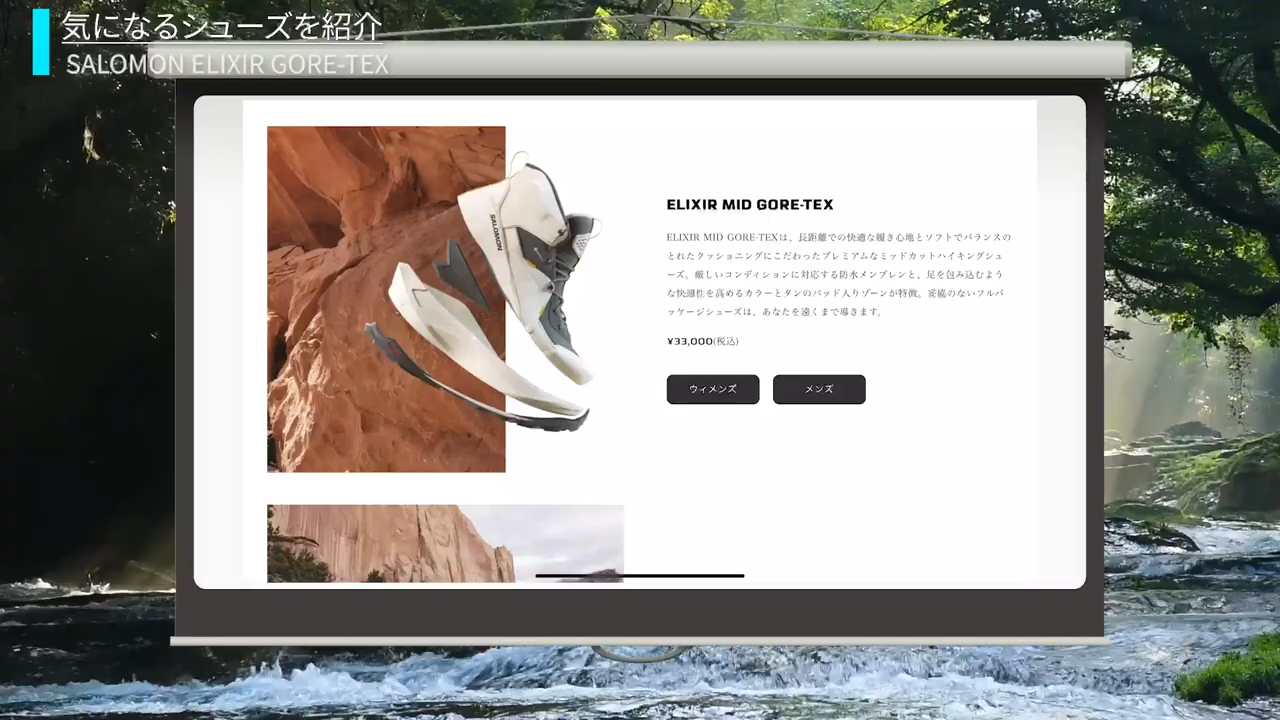 気になるシューズを紹介
SALOMON ELIXIR GORE-TEX
SALOMON
ELIXIR MID GORE-TEX
ELIXIR MID GORE-TEXは、長距離での快適な履き心地とソフトでバランスの
とれたクッショニングにこだわったプレミアムなミッドカットハイキングシュ
ーズ。厳しいコンディションに対応する防水メンブレンと、足を包み込むよう
な快適性を高めるカラーとタンのパッド入りゾーンが特徴。妥協のないフルパ
ッケージシューズは、あなたを遠くまで導きます。
¥33,000(税込)
ウィメンズ
メンズ